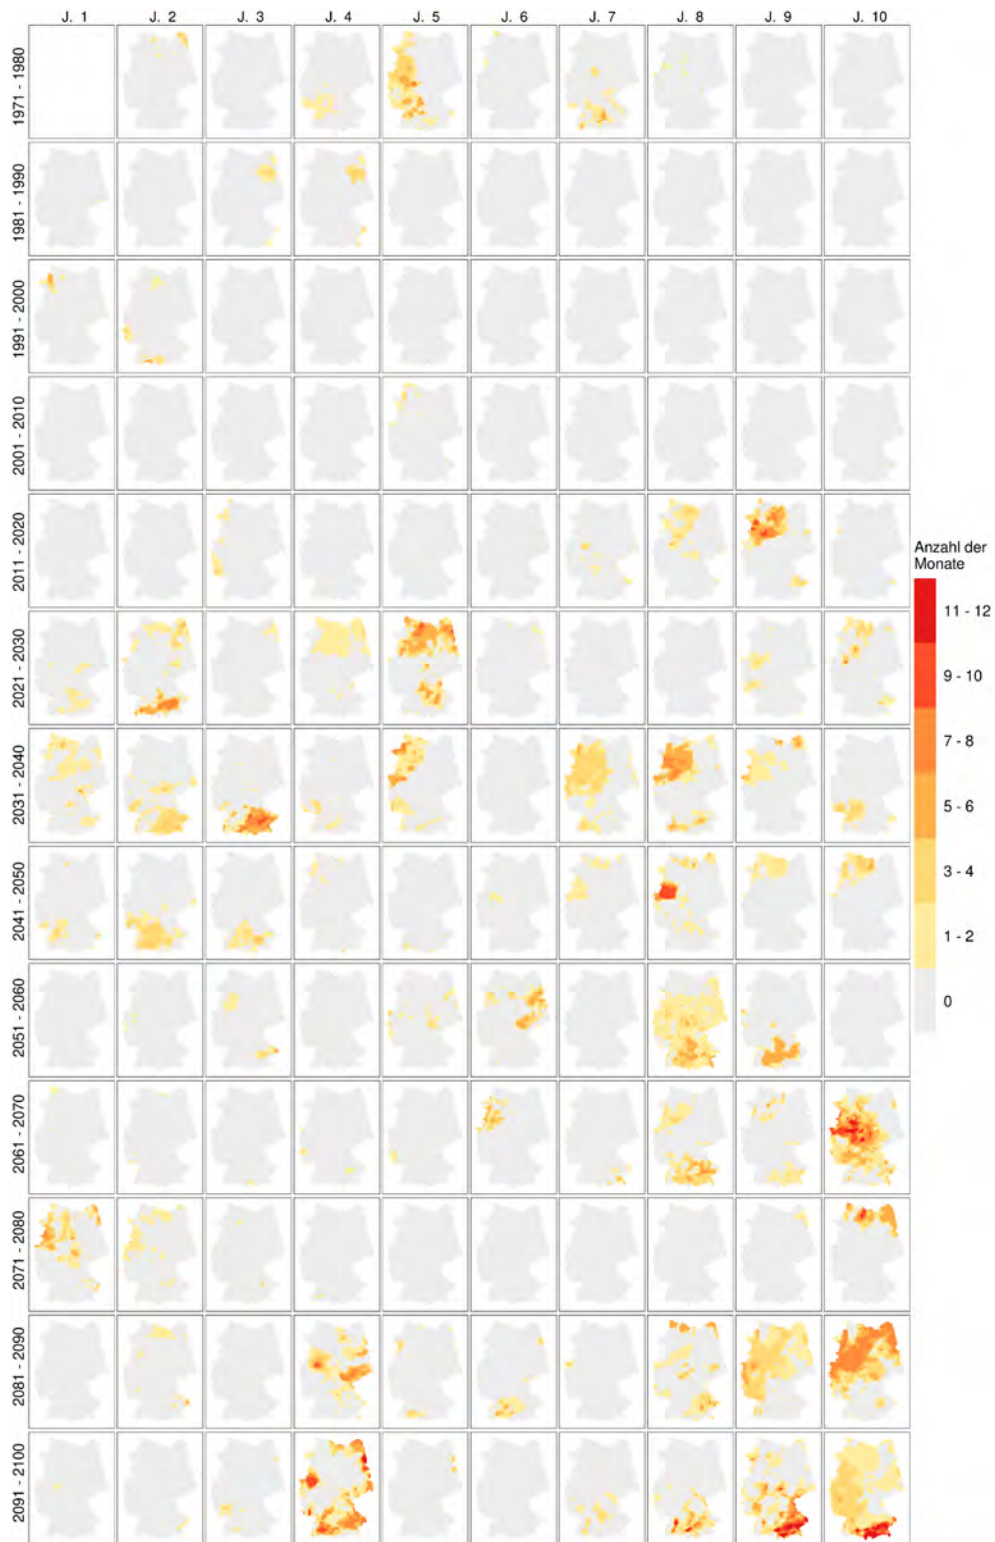 J. 1 J. 2 J. 3 J. 4 J. 5 J. 6 J. 7 J. 8 J. 9 J. 10
1971 - 1980
1981 - 1990
1991 - 2000
2001 - 2010
2011 - 2020
2021 - 2030
2031 - 2040
2041 - 2050
2051 - 2060
2061 - 2070
2071 - 2080
2081 - 2090
2091 - 2100
Anzahl der
Monate
11 - 12
9 - 10
7 - 8
5 - 6
3 - 4
1 - 2
0